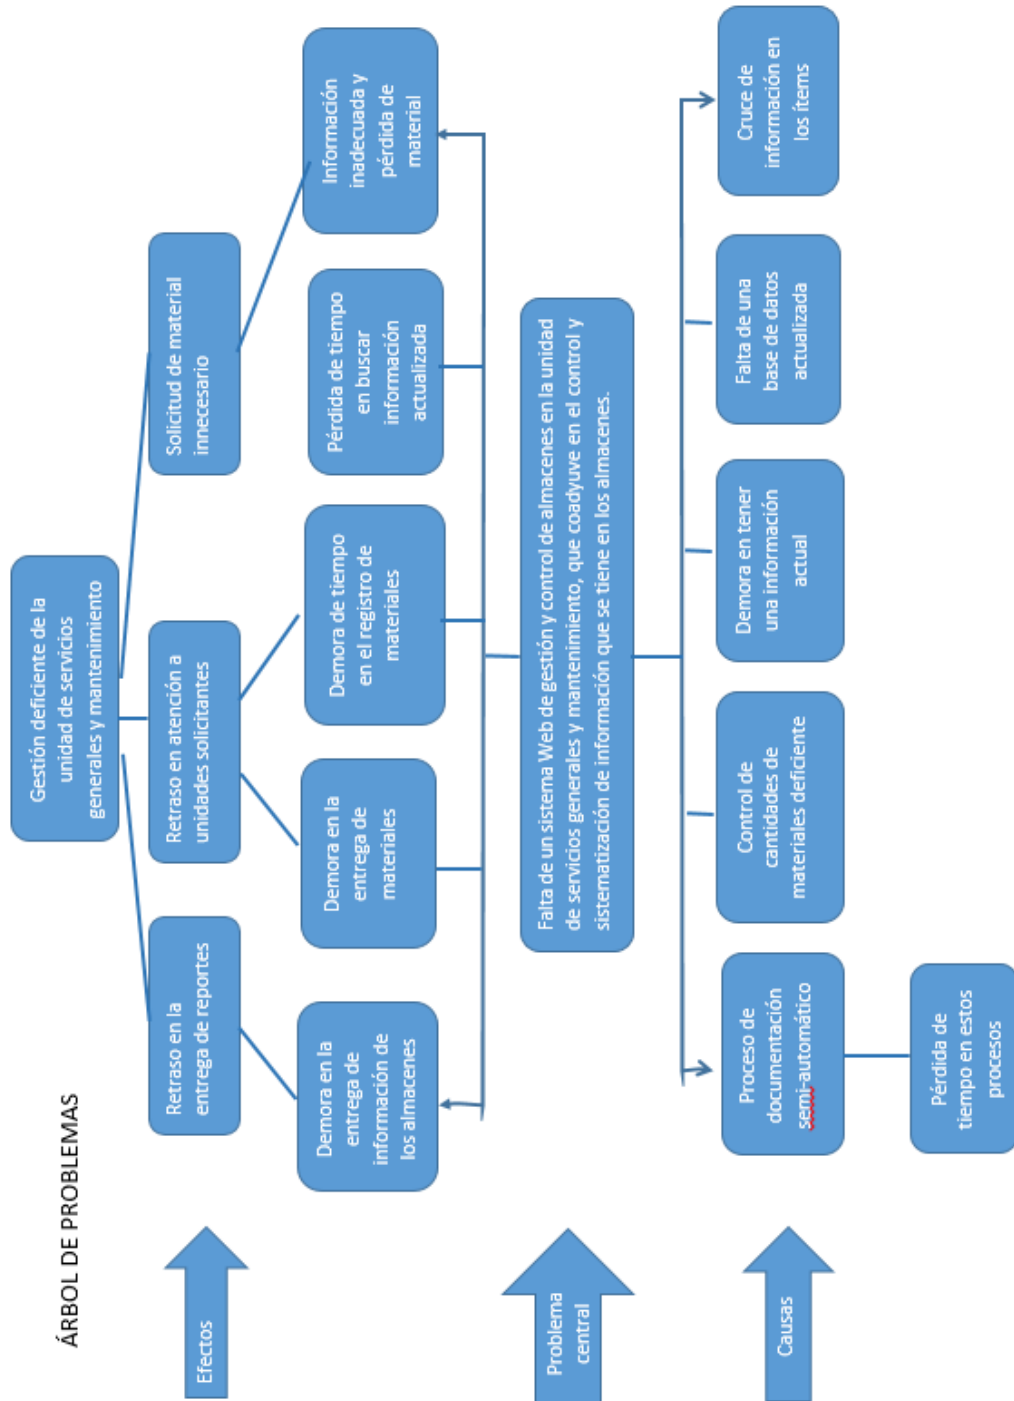 ÁRBOL DE PROBLEMAS
Gestión deficiente de la
unidad de servicios
generales y mantenimiento
Efectos
Retraso en la
entrega de reportes
Retraso en atención a
unidades solicitantes
Solicitud de material
innecesario
Demora en la
entrega de
información de
los almacenes
Demora en la
entrega de
materiales
Demora de tiempo
en el registro de
materiales
Pérdida de tiempo
en buscar
información
actualizada
Información
inadecuada y
pérdida de
material
Problema
central
Falta de un sistema Web de gestión y control de almacenes en la unidad
de servicios generales y mantenimiento, que coadyuve en el control y
sistematización de información que se tiene en los almacenes.
Causas
Proceso de
documentación
semi-automático
Control de
cantidades de
materiales deficiente
Demora en tener
una información
actual
Falta de una
base de datos
actualizada
Cruce de
información en
los ítems
Pérdida de
tiempo en estos
procesos